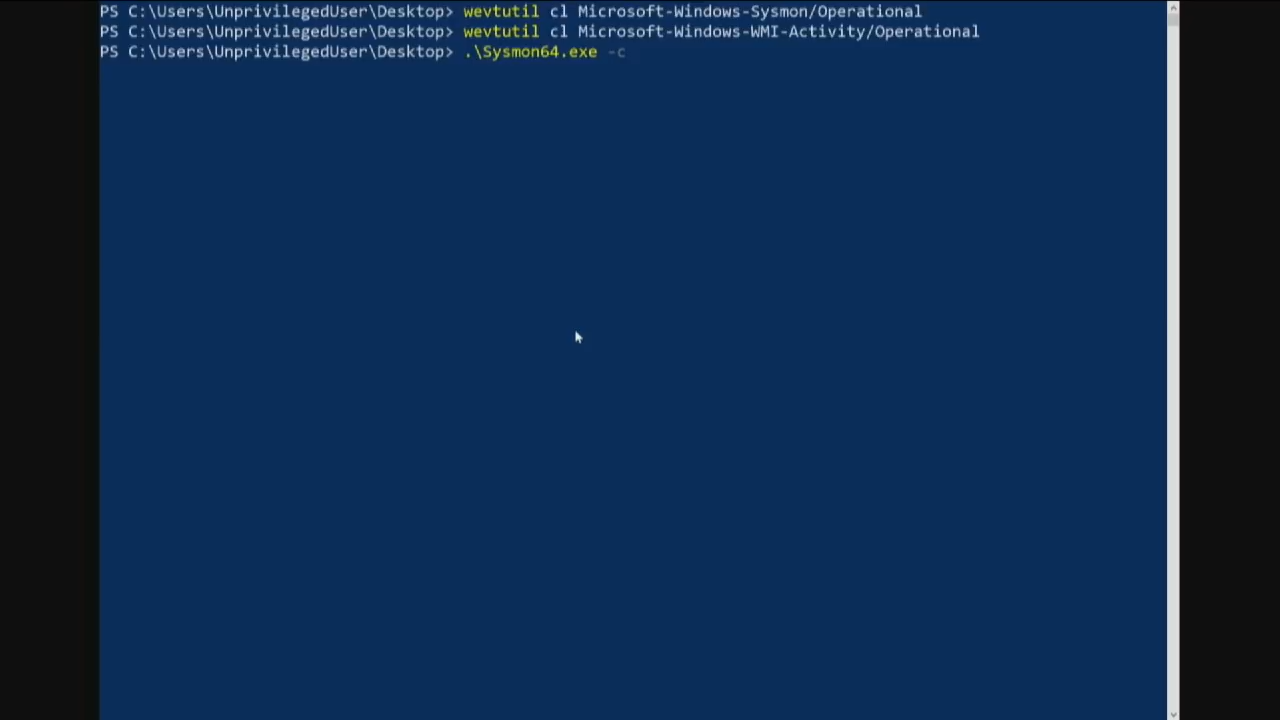 PS C:\Users\UnprivilegedUser\Desktop> wevtutil cl Microsoft-Windows-Sysmon/Operational
PS C:\Users\UnprivilegedUser\Desktop> wevtutil cl Microsoft-Windows-WMI-Activity/Operational
PS C:\Users\UnprivilegedUser\Desktop> .\Sysmon64.exe -c